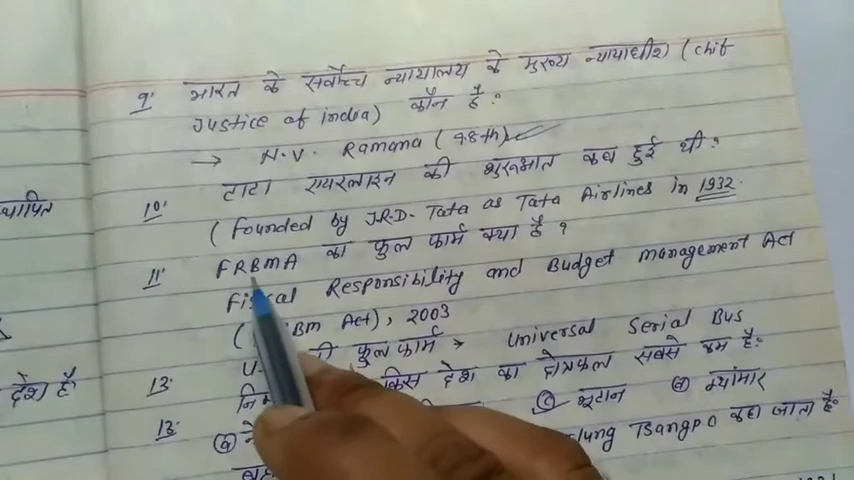 थापित
देश है
9. भारत के सर्वोच्च न्यायालय के मुख्य न्यायाधीश (chif
Justice of india) कौन है?
→ N.V. Ramana (48th)
10. टाटा एयरलाइन की शुरूआत कब हुई थी?
(founded by J.R.D. Tata as Tata Airlines in 1932.
11. FRBMA का फुल फार्म क्या है?
Fiscal Responsibility and Budget management Act
( Bm Act), 2003
फुल फार्म → Universal Serial Bus
13. किस देश का क्षेत्रफल सबसे कम है?
13. © भूटान म्यांमार
Tsangpo कहा जाता है